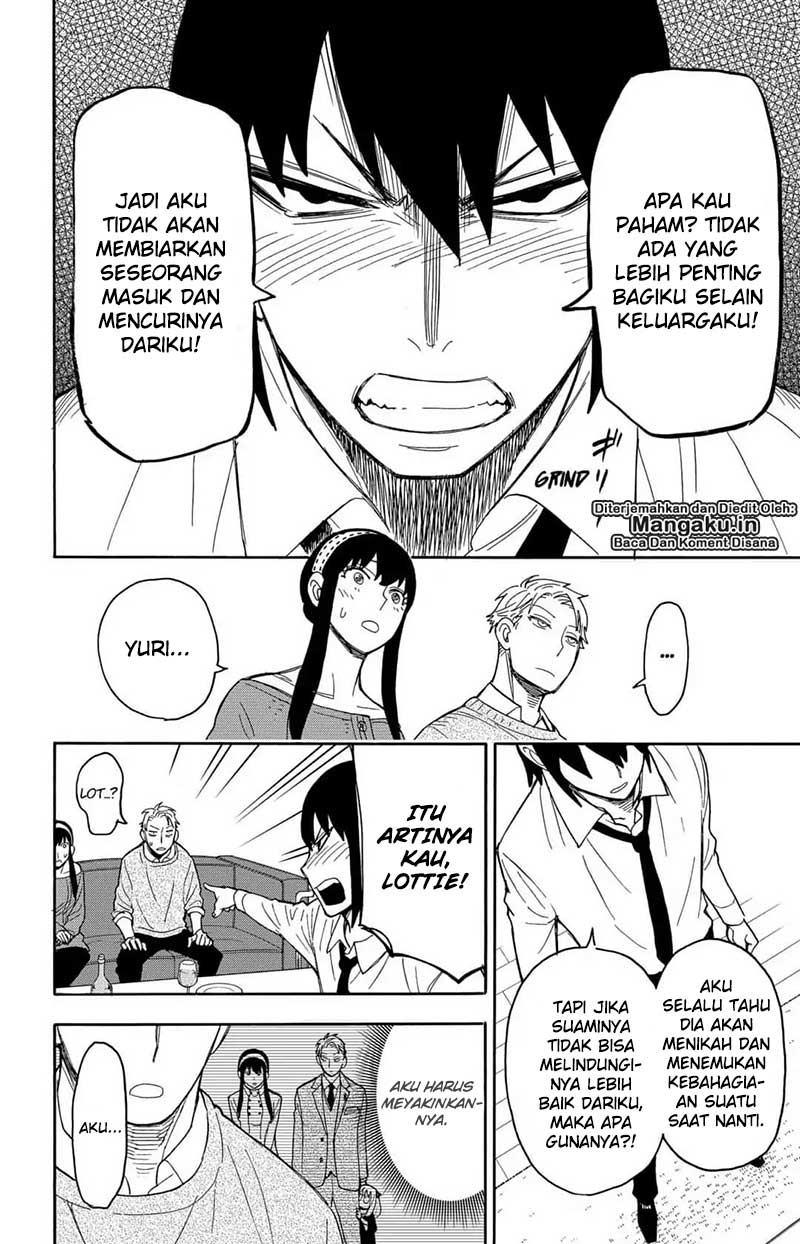 APA KAU
PAHAM? TIDAK
ADA YANG
LEBIH PENTING
BAGIKU SELAIN
KELUARGAKU!
JADI AKU
TIDAK AKAN
MEMBIARKAN
SESEORANG
MASUK DAN
MENCURINYA
DARIKU!
GRIND
Diterjemahkan dan Diedit Oleh:
Mangaku.in
Baca Dan Koment Disana
...
YURI...
AKU
SELALU TAHU
DIA AKAN
MENIKAH DAN
MENEMUKAN
KEBAHAGIA-
AN SUATU
SAAT NANTI.
TAPI JIKA
SUAMINYA
TIDAK BISA
MELINDUNGI-
NYA LEBIH
BAIK DARIKU,
MAKA APA
GUNANYA?!
ITU
ARTINYA
KAU,
LOTTIE!
LOT..?
AKU HARUS
MEYAKINKAN-
NYA.
AKU...